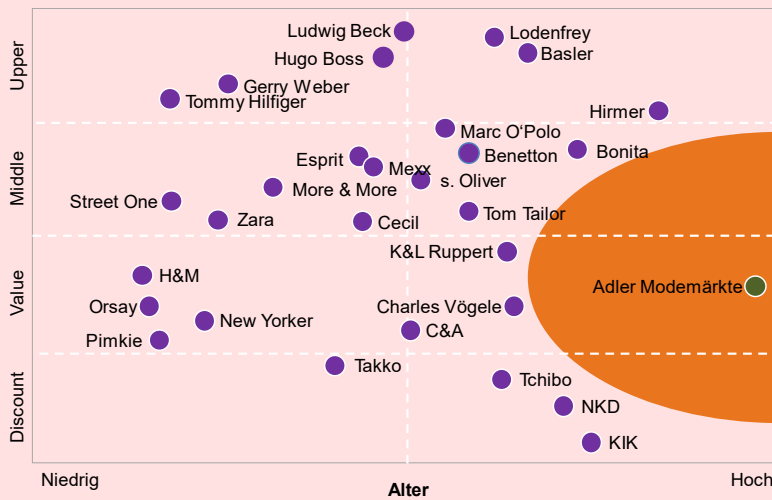 Ludwig Beck
Lodenfrey
Basler
Hugo Boss
Gerry Weber
Tommy Hilfiger
Hirmer
Upper
Marc O'Polo
Esprit
Benetton
Bonita
Mexx
s. Oliver
More & More
Street One
Zara
Cecil
Tom Tailor
Middle
K&L Ruppert
H&M
Adler Modemärkte
Orsay
Charles Vögele
New Yorker
C&A
Pimkie
Value
Takko
Tchibo
NKD
KIK
Discount
Niedrig
Alter
Hoch